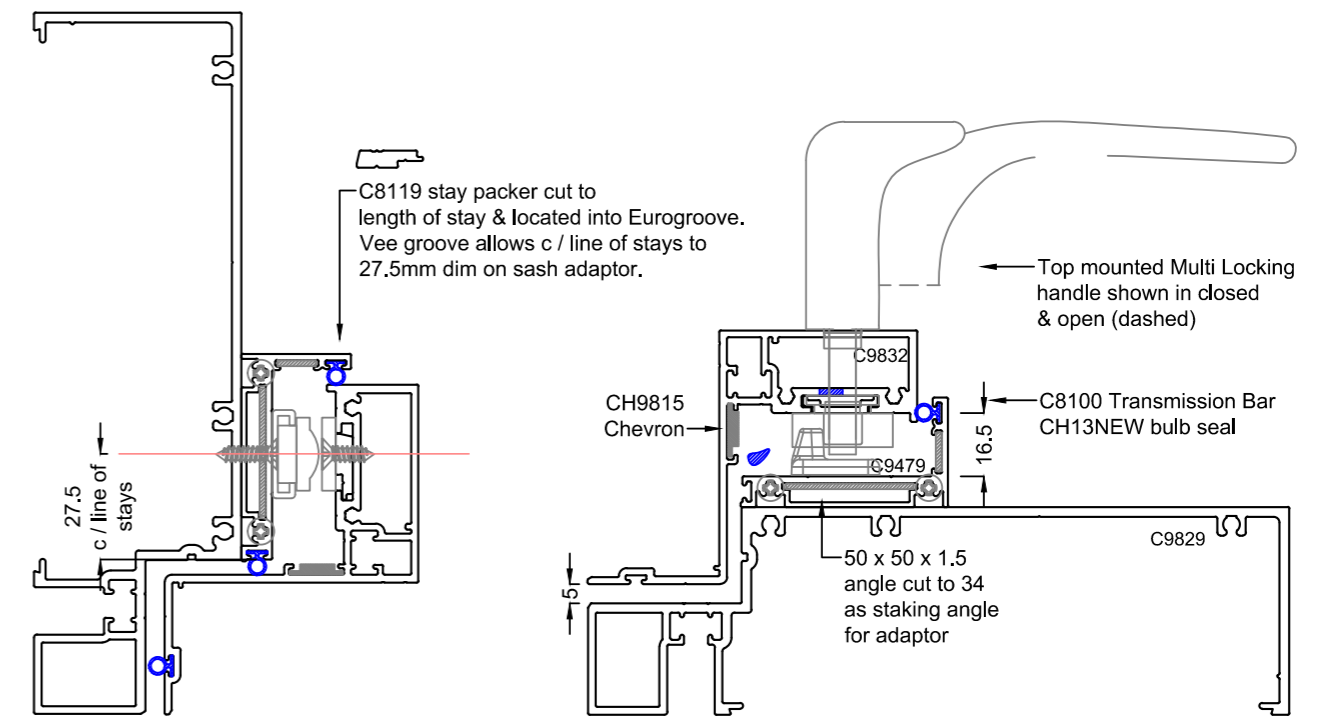 C8119 stay packer cut to
length of stay & located into Eurogroove.
Vee groove allows c / line of stays to
27.5mm dim on sash adaptor.
27.5
c / line of
stays
Top mounted Multi Locking
handle shown in closed
& open (dashed)
C9832
CH9815
Chevron
C8100 Transmission Bar
CH13NEW bulb seal
16.5
C9479
C9829
50 x 50 x 1.5
angle cut to 34
as staking angle
for adaptor
5